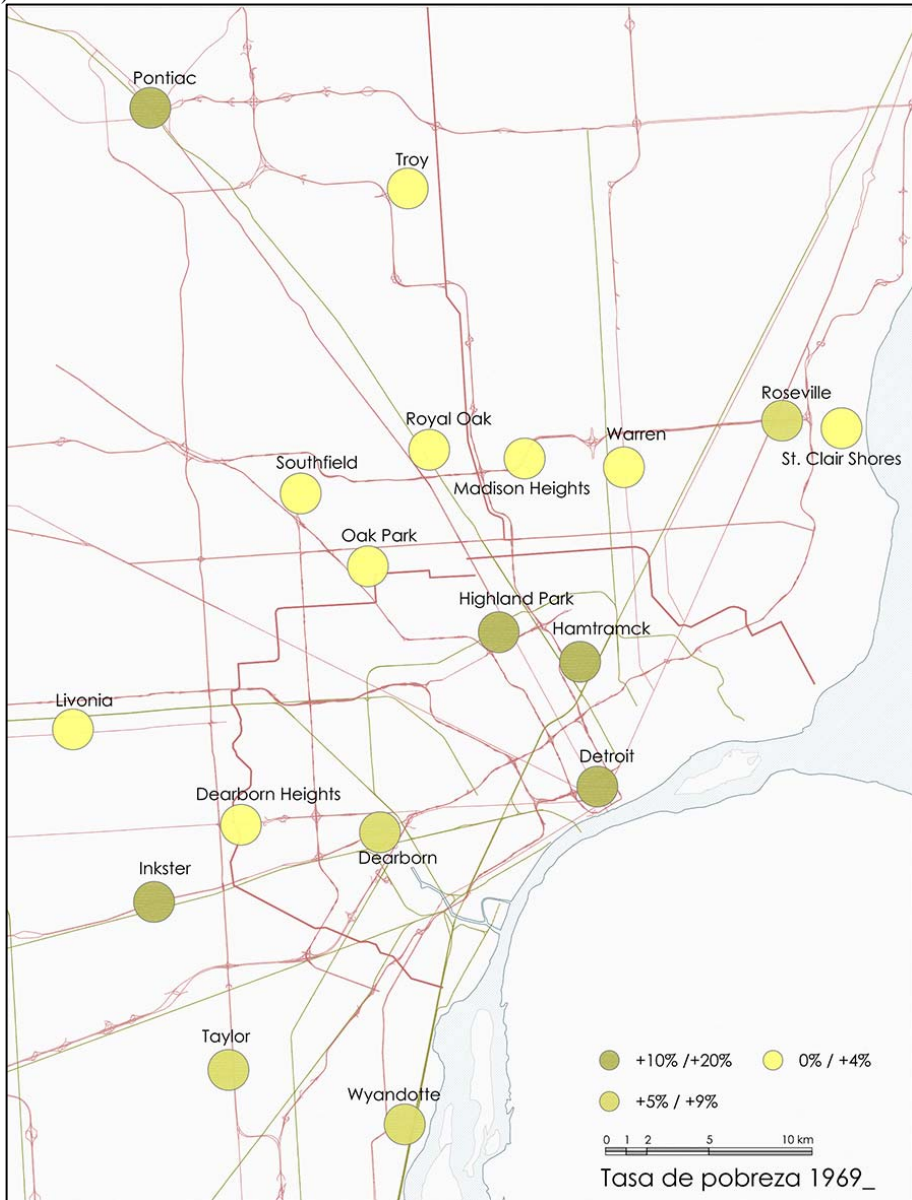 Pontiac
Troy
Roseville
Royal Oak
Warren
St. Clair Shores
Southfield
Madison Heights
Oak Park
Highland Park
Hamtramck
Livonia
Detroit
Dearborn Heights
Dearborn
Inkster
Taylor
Wyandotte
+10% /+20%
0% / +4%
+5% / +9%
0 1 2 5 10 km
Tasa de pobreza 1969_